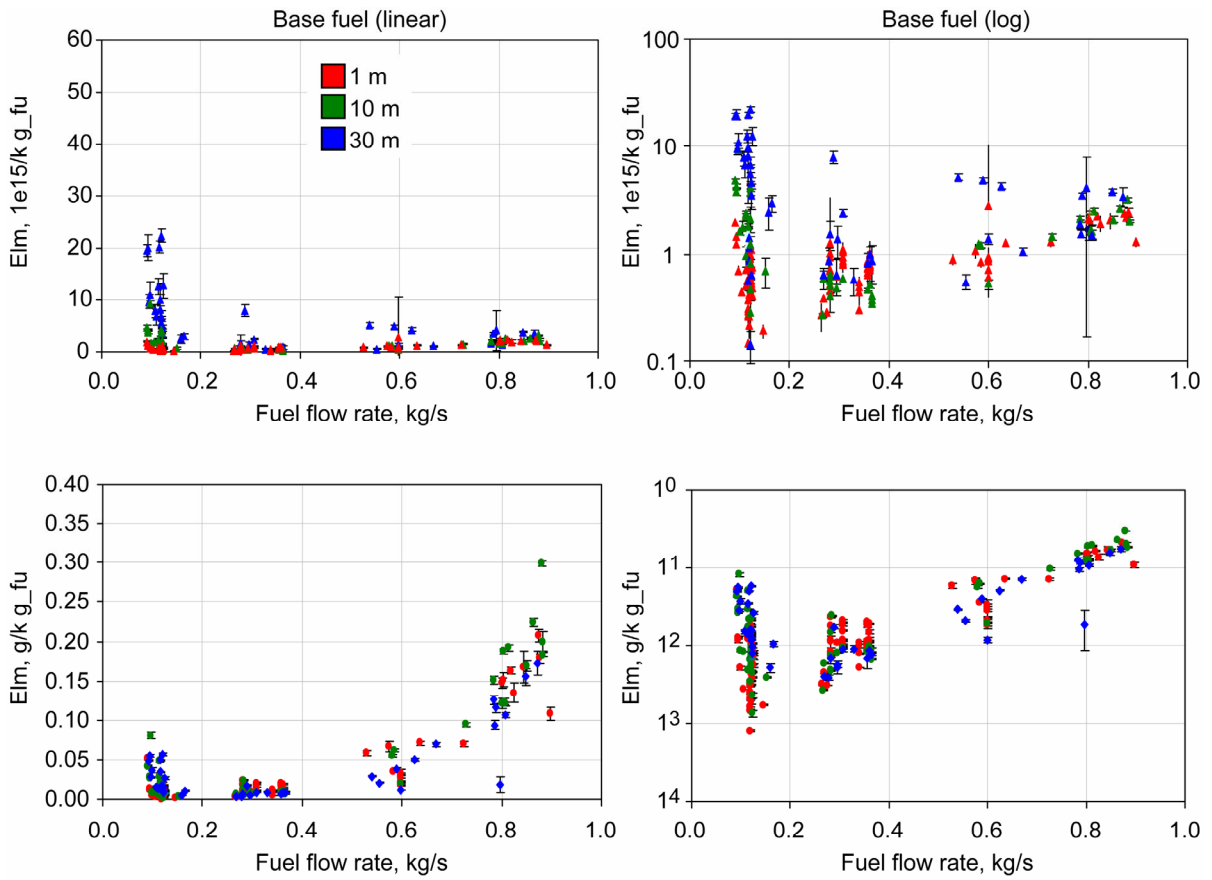 Base fuel (linear)
Base fuel (log)
EIm, 1e15/k g_fu
60
50
40
30
20
10
0
1 m
10 m
30 m
0.0 0.2 0.4 0.6 0.8 1.0
Fuel flow rate, kg/s
EIm, 1e15/k g_fu
100
10
1
0.1
0.0 0.2 0.4 0.6 0.8 1.0
Fuel flow rate, kg/s
EIm, g/k g_fu
0.40
0.35
0.30
0.25
0.20
0.15
0.10
0.05
0.00
0.0 0.2 0.4 0.6 0.8 1.0
Fuel flow rate, kg/s
EIm, g/k g_fu
10
11
12
13
14
0.0 0.2 0.4 0.6 0.8 1.0
Fuel flow rate, kg/s